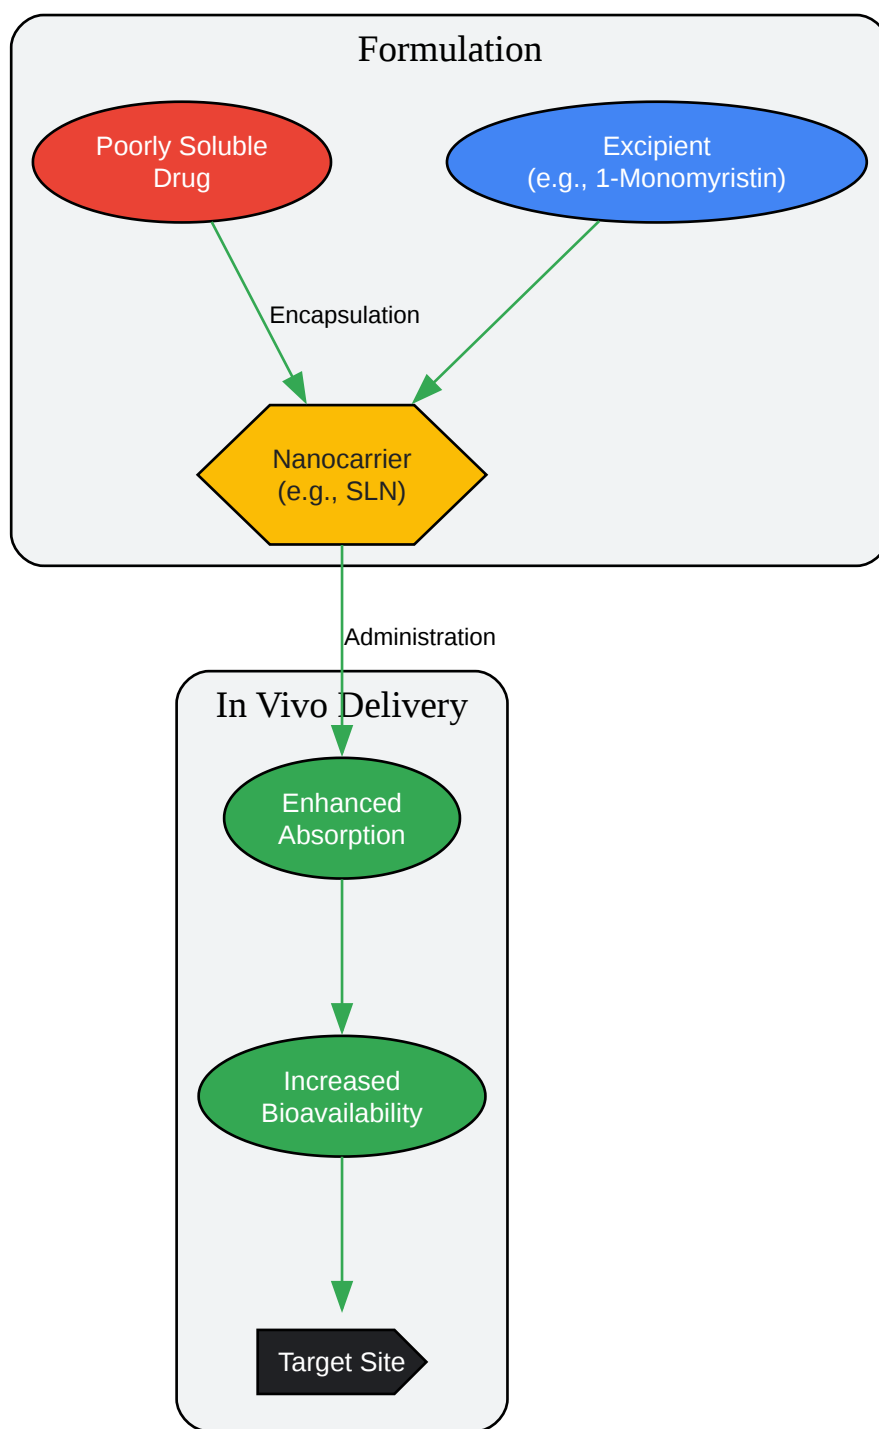 Formulation
Poorly Soluble
Drug
Excipient
(e.g., 1-Monomyristin)
Encapsulation
Nanocarrier
(e.g., SLN)
Administration
In Vivo Delivery
Enhanced
Absorption
Increased
Bioavailability
Target Site